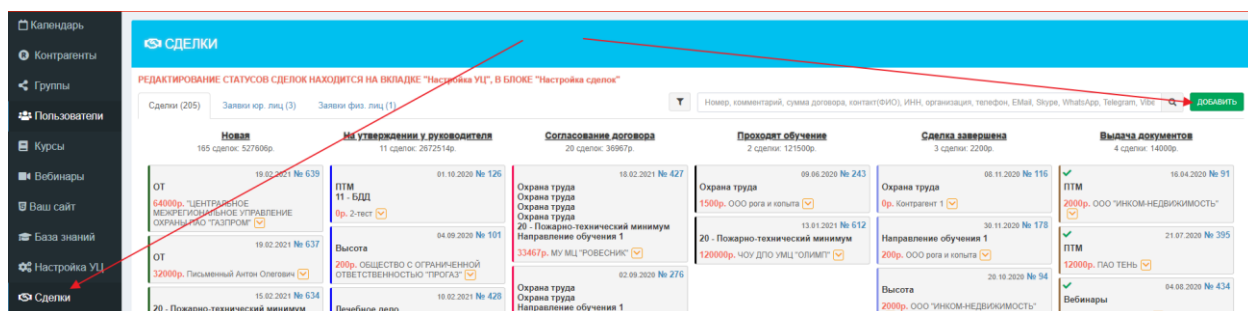 Календарь
Контрагенты
Группы
Пользователи
Курсы
Вебинары
Ваш сайт
База знаний
Настройка УЦ
Сделки
СДЕЛКИ
РЕДАКТИРОВАНИЕ СТАТУСОВ СДЕЛОК НАХОДИТСЯ НА ВКЛАДКЕ "Настройка УЦ", В БЛОКЕ "Настройка сделок"
Сделки (205) Заявки юр. лиц (3) Заявки физ. лиц (1)
Номер, комментарий, сумма договора, контакт(ФИО), ИНН, организация, телефон, EMail, Skype, WhatsApp, Telegram, Vibe
ДОБАВИТЬ
Новая
165 сделок: 527606р.
19.02.2021 № 639
ОТ
64000р. "ЦЕНТРАЛЬНОЕ
МЕЖРЕГИОНАЛЬНОЕ УПРАВЛЕНИЕ
ОХРАНЫ ПАО "ГАЗПРОМ"
19.02.2021 № 637
ОТ
32000р. Письменный Антон Олегович
15.02.2021 № 634
20 - Пожарно-технический минимум
На утверждении у руководителя
11 сделок: 2672514р.
01.10.2020 № 126
ПТМ
11 - БДД
0р. 2-тест
04.09.2020 № 101
Высота
200р. ОБЩЕСТВО С ОГРАНИЧЕННОЙ
ОТВЕТСТВЕННОСТЬЮ "ПРОГАЗ"
10.02.2021 № 428
Лечебное дело
Согласование договора
20 сделок: 36967р.
18.02.2021 № 427
Охрана труда
Охрана труда
Охрана труда
Охрана труда
20 - Пожарно-технический минимум
Направление обучения 1
33467р. МУ МЦ "РОВЕСНИК"
02.09.2020 № 276
Охрана труда
Охрана труда
Направление обучения 1
Проходят обучение
2 сделки: 121500р.
09.06.2020 № 243
Охрана труда
1500р. ООО рога и копыта
13.01.2021 № 612
20 - Пожарно-технический минимум
120000р. ЧОУ ДПО УМЦ "ОЛИМП"
Сделка завершена
3 сделки: 2200р.
06.11.2020 № 116
Охрана труда
0р. Контрагент 1
30.11.2020 № 178
Направление обучения 1
200р. ООО рога и копыта
20.10.2020 № 94
Высота
2000р. ООО "ИНКОМ-НЕДВИЖИМОСТЬ"
Выдача документов
4 сделки: 14000р.
16.04.2020 № 91
ПТМ
2000р. ООО "ИНКОМ-НЕДВИЖИМОСТЬ"
21.07.2020 № 395
ПТМ
12000р. ПАО ТЕНЬ
04.08.2020 № 434
Вебинары